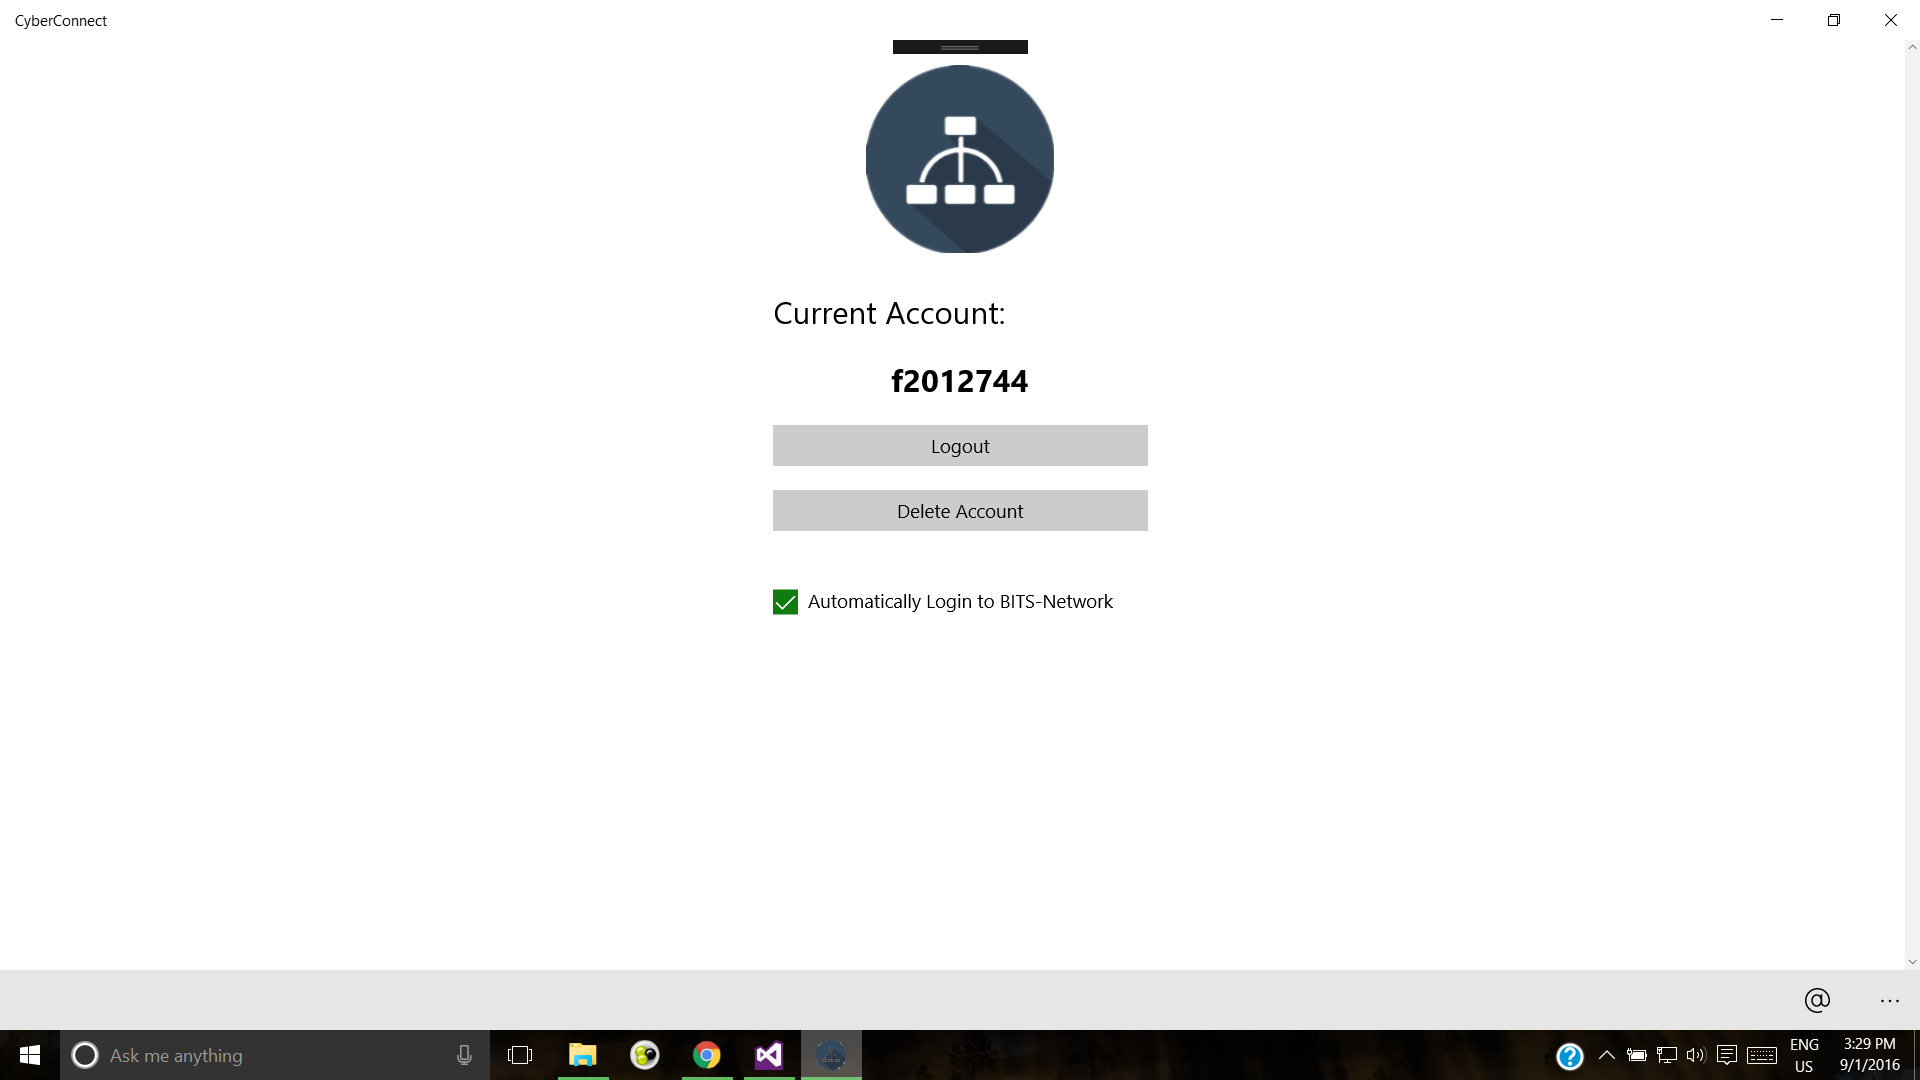 CyberConnect
Current Account:
f2012744
Logout
Delete Account
Automatically Login to BITS-Network
@
...
Ask me anything
?
ENG
US
3:29 PM
9/1/2016